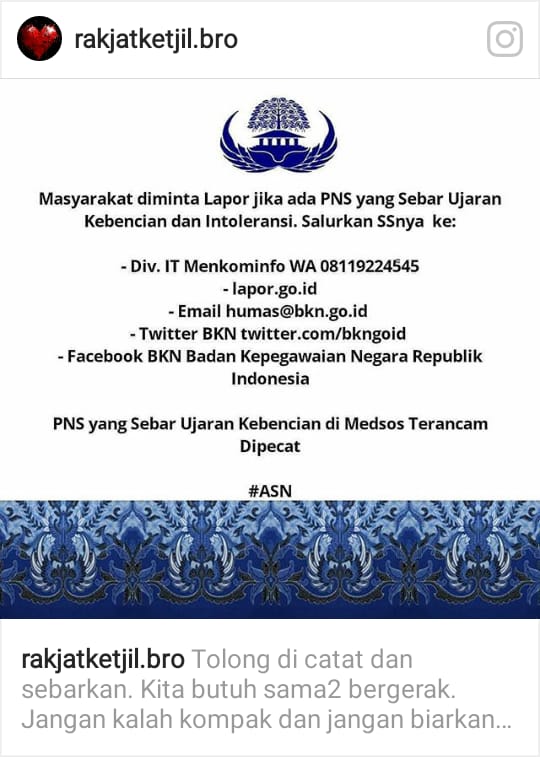 rakjatketjil.bro
Masyarakat diminta Lapor jika ada PNS yang Sebar Ujaran
Kebencian dan Intoleransi. Salurkan SSnya ke:
- Div. IT Menkominfo WA 08119224545
- lapor.go.id
- Email humas@bkn.go.id
- Twitter BKN twitter.com/bkngoid
- Facebook BKN Badan Kepegawaian Negara Republik
Indonesia
PNS yang Sebar Ujaran Kebencian di Medsos Terancam
Dipecat
#ASN
rakjatketjil.bro Tolong di catat dan
sebarkan. Kita butuh sama2 bergerak.
Jangan kalah kompak dan jangan biarkan...